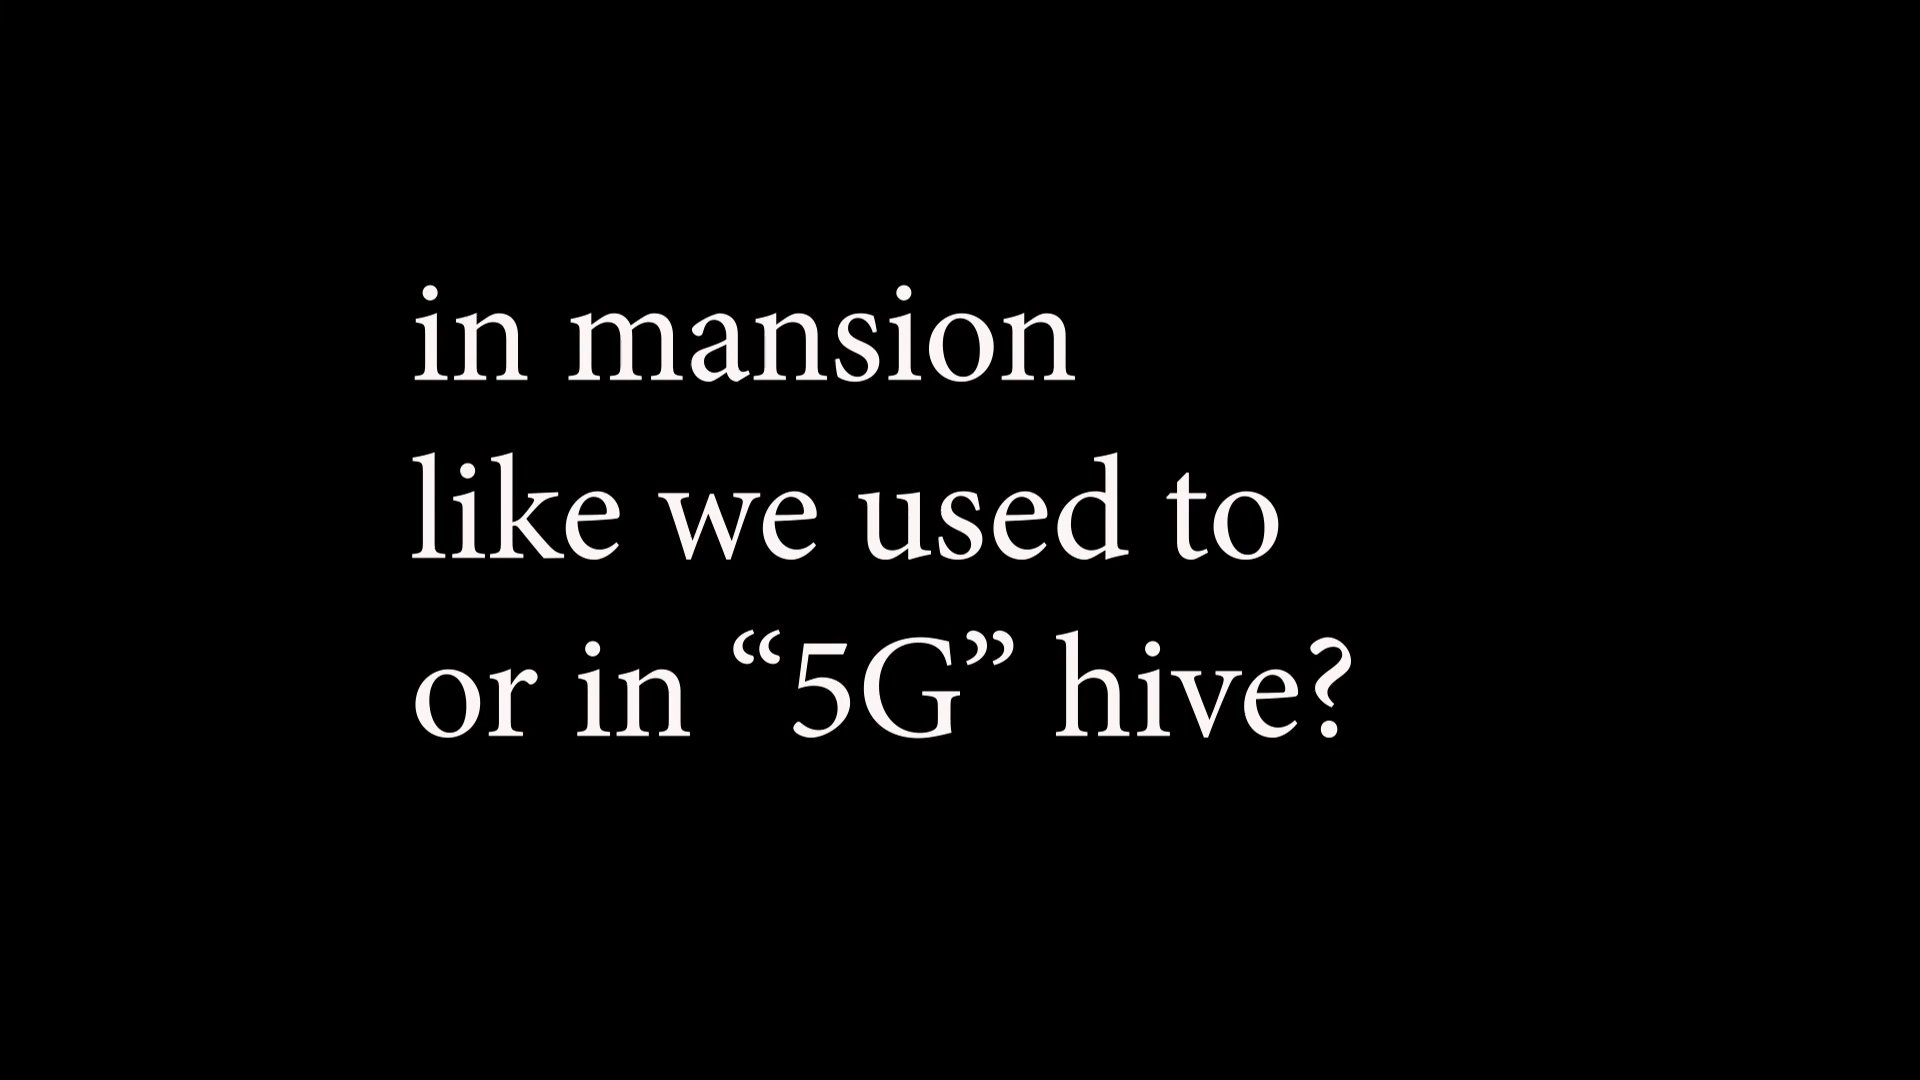 in mansion
like we used to
or in “5G” hive?